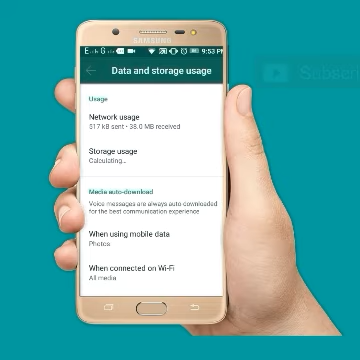 SAMSUNG
9:53 PM
Data and storage usage
Usage
Network usage
517 kB sent • 38.0 MB received
Storage usage
Calculating...
Media auto-download
Voice messages are always auto downloaded
for the best communication experience
When using mobile data
Photos
When connected on Wi-Fi
All media